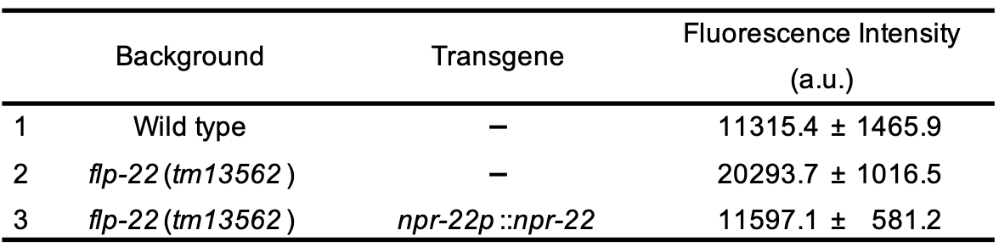 Background Transgene Fluorescence Intensity (a.u.)
1 Wild type – 11315.4 ± 1465.9
2 flp-22 (tm13562) – 20293.7 ± 1016.5
3 flp-22 (tm13562) npr-22p::npr-22 11597.1 ± 581.2